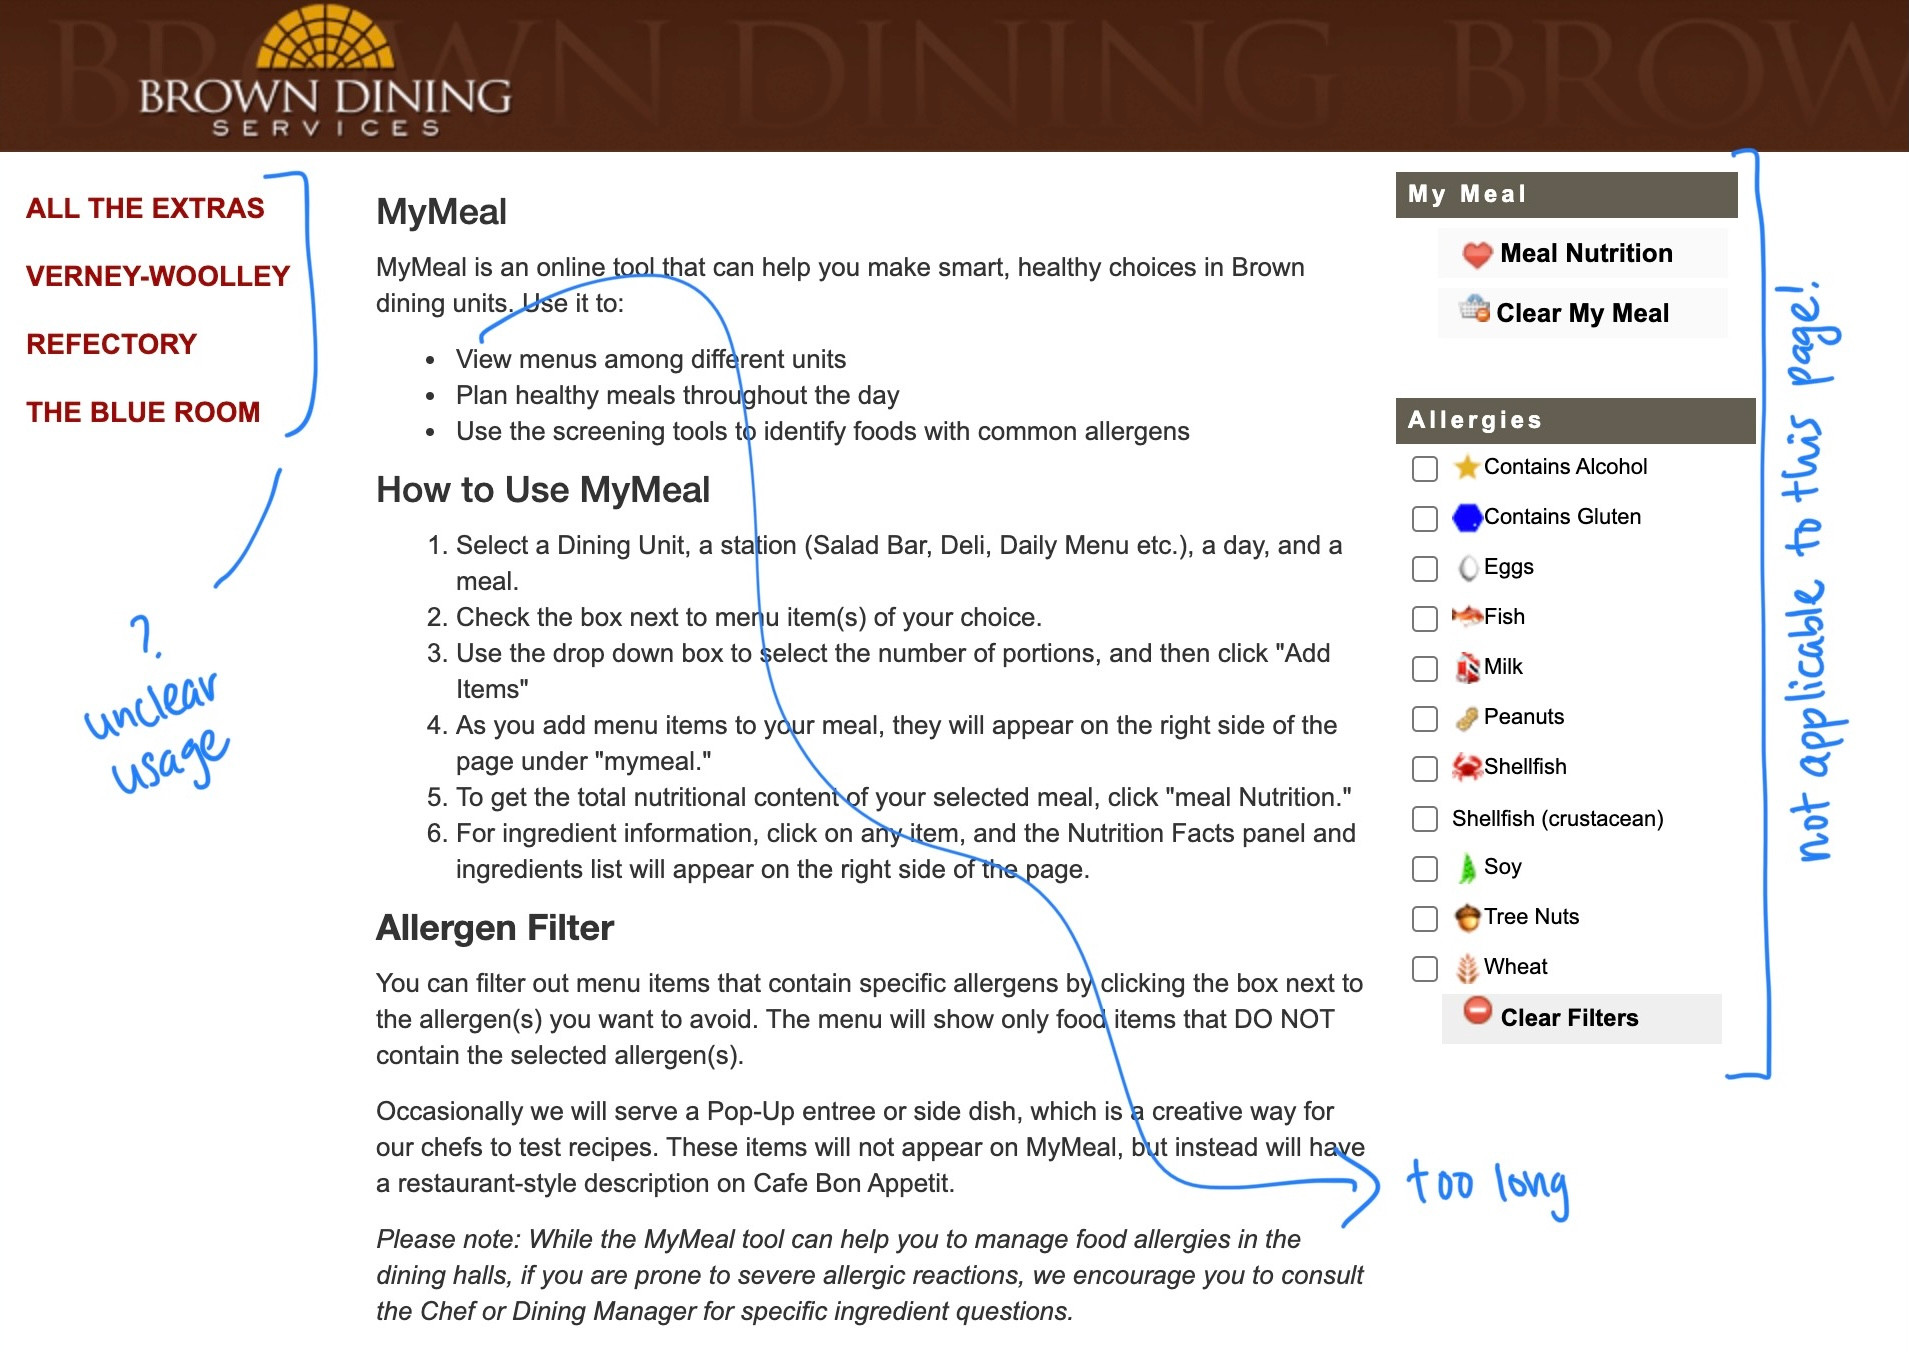 BROWN DINING BROW
BROWN DINING
SERVICES
ALL THE EXTRAS
VERNEY-WOOLLEY
REFECTORY
THE BLUE ROOM
?
unclear
usage
MyMeal
MyMeal is an online tool that can help you make smart, healthy choices in Brown
dining units. Use it to:
• View menus among different units
• Plan healthy meals throughout the day
• Use the screening tools to identify foods with common allergens
How to Use MyMeal
1. Select a Dining Unit, a station (Salad Bar, Deli, Daily Menu etc.), a day, and a
meal.
2. Check the box next to menu item(s) of your choice.
3. Use the drop down box to select the number of portions, and then click "Add
Items"
4. As you add menu items to your meal, they will appear on the right side of the
page under "mymeal."
5. To get the total nutritional content of your selected meal, click "meal Nutrition."
6. For ingredient information, click on any item, and the Nutrition Facts panel and
ingredients list will appear on the right side of the page.
Allergen Filter
You can filter out menu items that contain specific allergens by clicking the box next to
the allergen(s) you want to avoid. The menu will show only food items that DO NOT
contain the selected allergen(s).
Occasionally we will serve a Pop-Up entree or side dish, which is a creative way for
our chefs to test recipes. These items will not appear on MyMeal, but instead will have
a restaurant-style description on Cafe Bon Appetit.
Please note: While the MyMeal tool can help you to manage food allergies in the
dining halls, if you are prone to severe allergic reactions, we encourage you to consult
the Chef or Dining Manager for specific ingredient questions.
My Meal
Meal Nutrition
Clear My Meal
Allergies
Contains Alcohol
Contains Gluten
Eggs
Fish
Milk
Peanuts
Shellfish
Shellfish (crustacean)
Soy
Tree Nuts
Wheat
Clear Filters
too long
not applicable to this page!